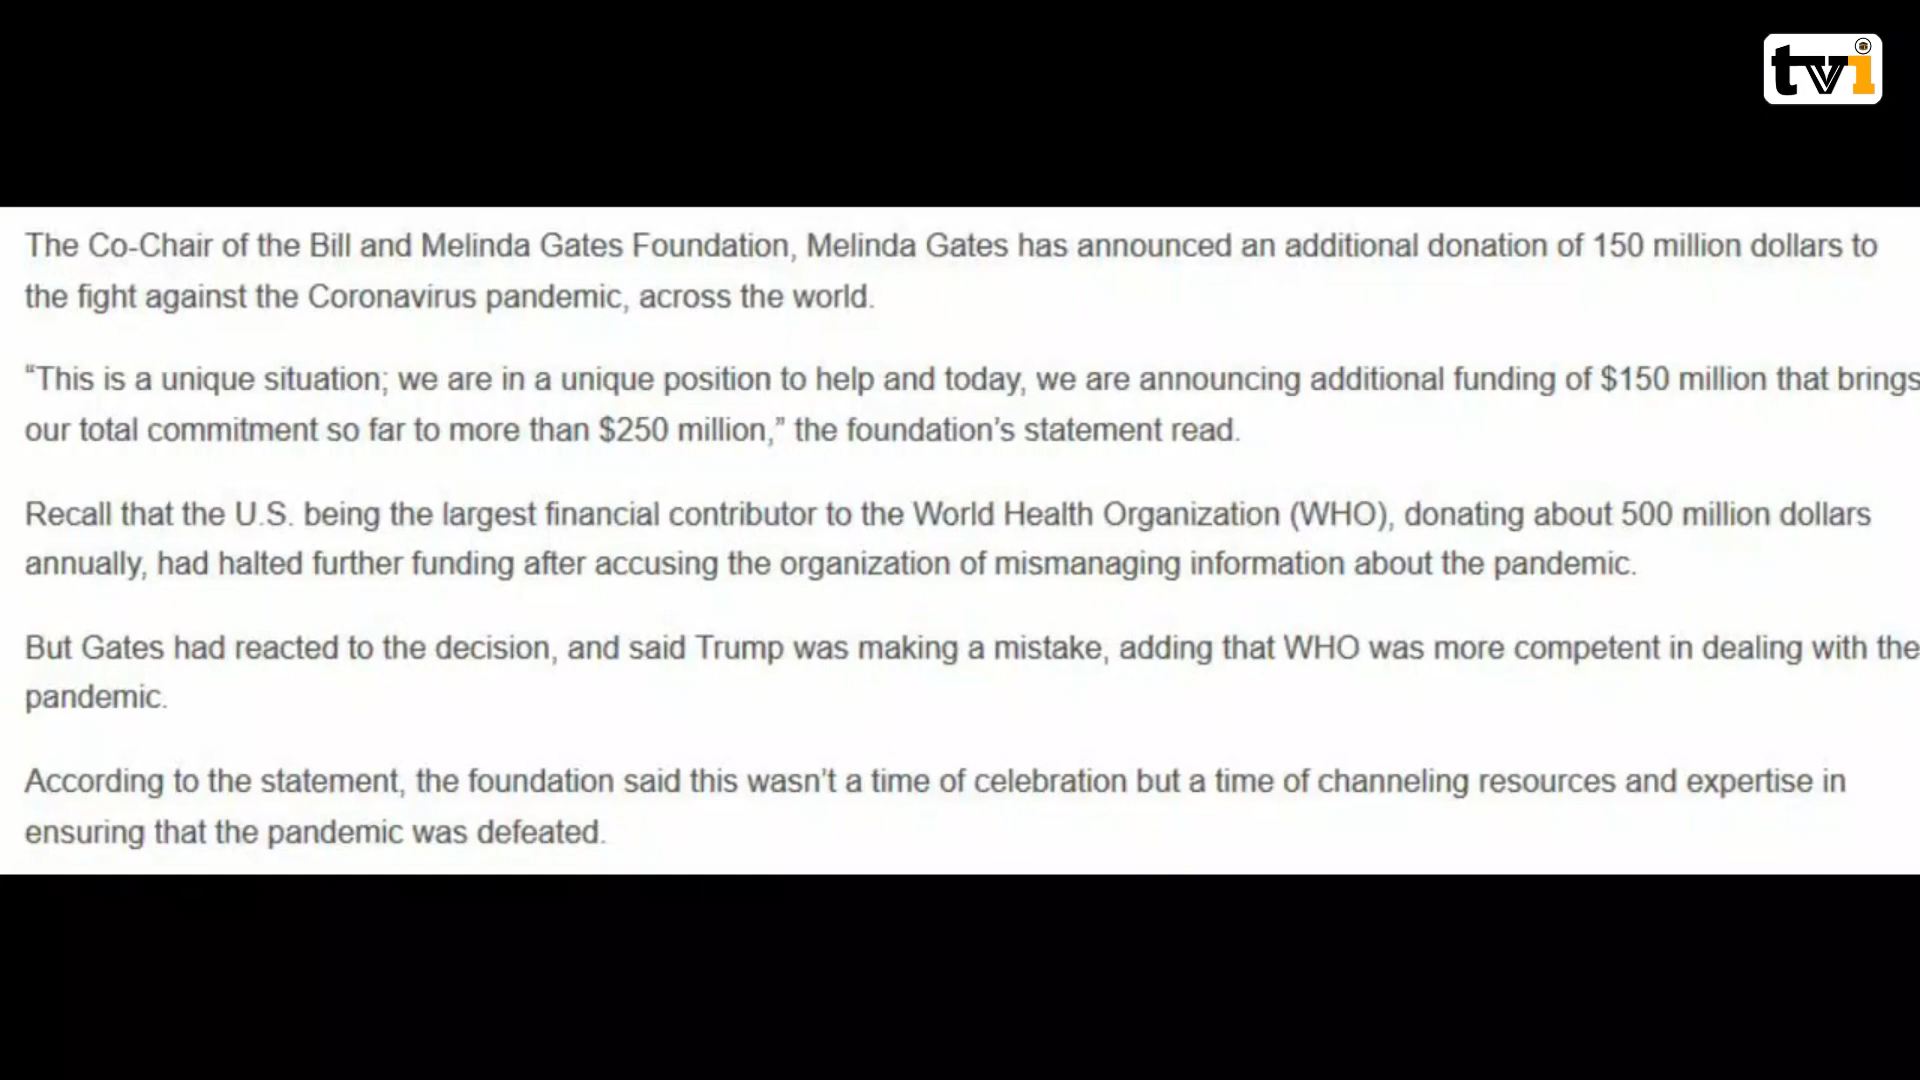 tvi
The Co-Chair of the Bill and Melinda Gates Foundation, Melinda Gates has announced an additional donation of 150 million dollars to
the fight against the Coronavirus pandemic, across the world.
“This is a unique situation; we are in a unique position to help and today, we are announcing additional funding of $150 million that brings
our total commitment so far to more than $250 million,” the foundation’s statement read.
Recall that the U.S. being the largest financial contributor to the World Health Organization (WHO), donating about 500 million dollars
annually, had halted further funding after accusing the organization of mismanaging information about the pandemic.
But Gates had reacted to the decision, and said Trump was making a mistake, adding that WHO was more competent in dealing with the
pandemic.
According to the statement, the foundation said this wasn’t a time of celebration but a time of channeling resources and expertise in
ensuring that the pandemic was defeated.